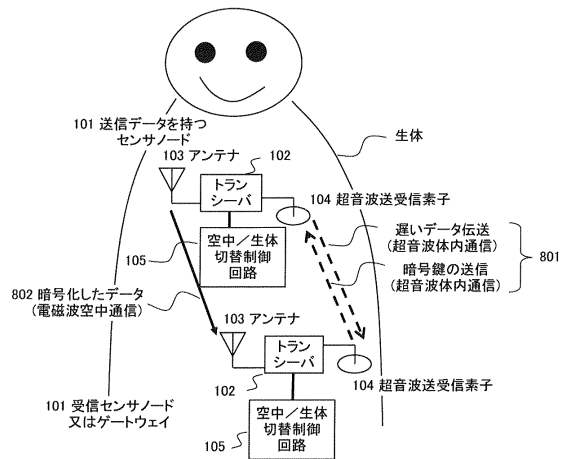 101 送信データを持つ
センサノード
生体
103 アンテナ
102
トラン
シーバ
104 超音波送受信素子
105
空中／生体
切替制御
回路
遅いデータ伝送
(超音波体内通信)
暗号鍵の送信
(超音波体内通信)
801
802 暗号化したデータ
(電磁波空中通信)
103 アンテナ
トラン
シーバ
102
104 超音波送受信素子
101 受信センサノード
又はゲートウェイ
105
空中／生体
切替制御
回路